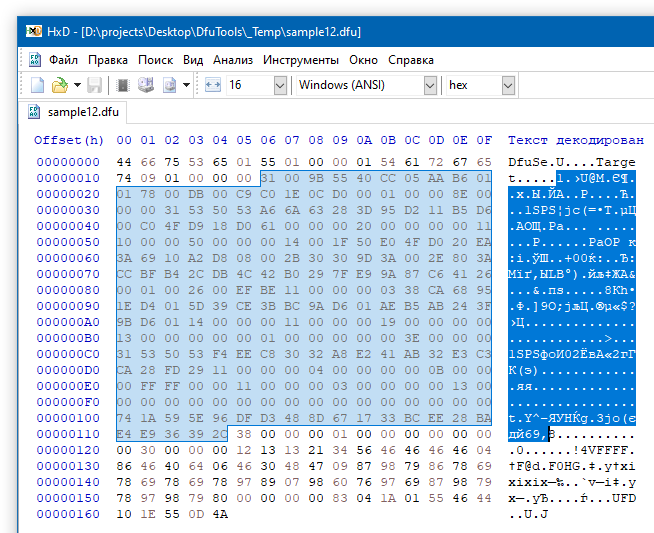 HxD - [D:\projects\Desktop\DfuTools\_Temp\sample12.dfu]
Файл Правка Поиск Вид Анализ Инструменты Окно Справка
16 Windows (ANSI) hex
sample12.dfu
Offset(h) 00 01 02 03 04 05 06 07 08 09 0A 0B 0C 0D 0E 0F Текст декодирован
00000000 44 66 75 53 65 01 55 01 00 00 01 54 61 72 67 65 DfuSe.U....Targe
00000010 74 09 01 00 00 00 31 00 9B 55 40 CC 05 AA B6 01 t.....1.›U@М.Є¶.
00000020 01 78 00 DB 00 C9 C0 1E 0C D0 00 01 00 00 8E 00 .x.Ы.ЙА..Р....Ћ.
00000030 00 00 31 53 50 53 A6 6A 63 28 3D 95 D2 11 B5 D6 ..1SPS¦jc(=•Т.µЦ
00000040 00 C0 4F D9 18 D0 61 00 00 00 20 00 00 00 00 11 .АOЩ.Рa... .....
00000050 10 00 00 50 00 00 00 14 00 1F 50 E0 4F D0 20 EA ...P......PаOР к
00000060 3A 69 10 A2 D8 08 00 2B 30 30 9D 3A 00 2E 80 3A :i.ўШ..+00ќ:..Ђ:
00000070 CC BF B4 2C DB 4C 42 B0 29 7F E9 9A 87 C6 41 26 Мїґ,ЫLB°).йљ‡ЖA&
00000080 00 01 00 26 00 EF BE 11 00 00 00 03 38 CA 68 95 ...&.пѕ.....8Кh•
00000090 1E D4 01 5D 39 CE 3B BC 9A D6 01 AE B5 AB 24 3F .Ф.]9О;јљЦ.®µ«$?
000000A0 9B D6 01 14 00 00 00 11 00 00 00 19 00 00 00 00 ›Ц..............
000000B0 13 00 00 00 00 01 00 00 00 00 00 00 3E 00 00 00 ............>...
000000C0 31 53 50 53 F4 EE C8 30 32 A8 E2 41 AB 32 E3 C3 1SPSфоИ02ЁвA«2гГ
000000D0 CA 28 FD 29 11 00 00 00 00 04 00 00 00 00 0B 00 К(э)............
000000E0 00 FF FF 00 00 11 00 00 00 03 00 00 00 00 13 00 .яя.............
000000F0 00 00 00 00 00 00 00 00 00 00 00 00 00 00 00 00 ................
00000100 74 1A 59 5E 96 DF D3 48 8D 67 17 33 BC EE 28 BA t.Y^–ЯУHЌg.3јо(є
00000110 E4 E9 36 39 2C 38 00 00 00 01 00 00 00 00 00 00 дй69,8..........
00000120 00 30 00 00 00 12 13 13 21 34 56 46 46 46 46 04 .0......!4VFFFF.
00000130 86 46 40 64 06 46 30 48 47 09 87 98 79 86 78 69 †F@d.F0HG.‡.y†xi
00000140 78 69 78 69 78 97 89 07 98 60 76 97 69 87 98 79 xixix—‰..`v—i‡.y
00000150 78 97 98 79 80 00 00 00 00 83 04 1A 01 55 46 44 x—.yЂ....ѓ...UFD
00000160 10 1E 55 0D 4A ..U.J